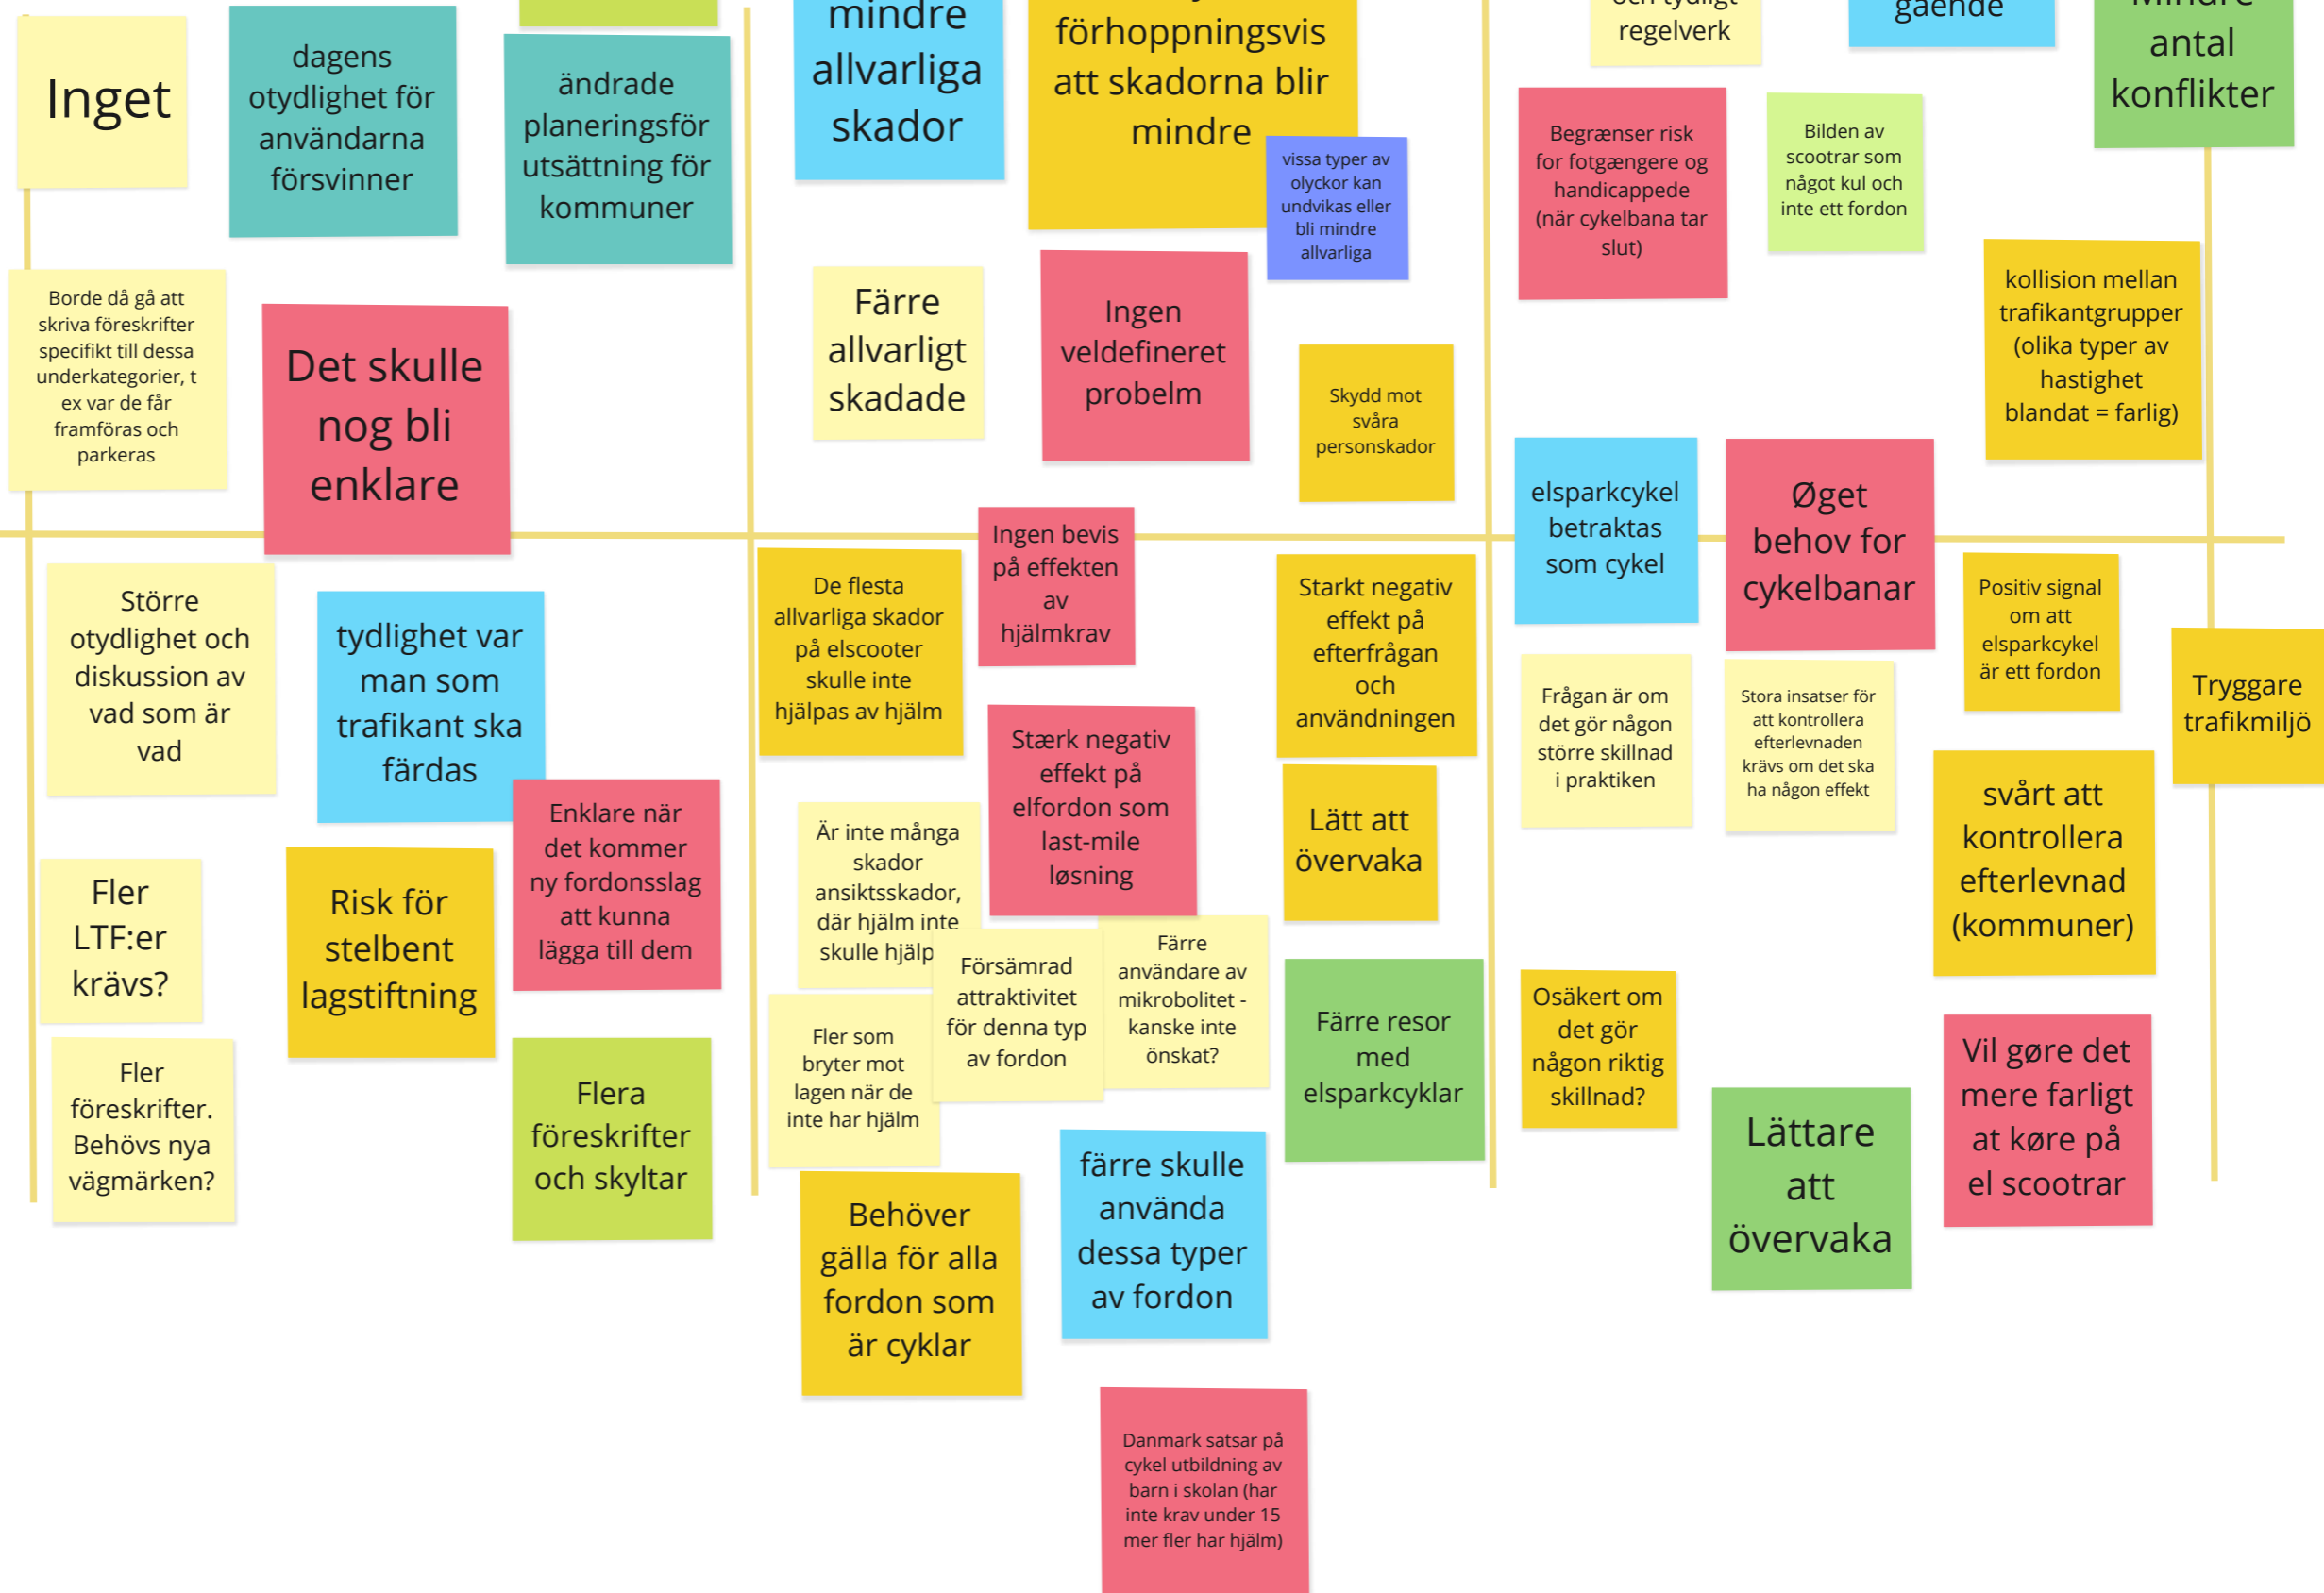 Inget
dagens
otydlighet för
användarna
försvinner
ändrade
planeringsför
utsättning för
kommuner
Borde då gå att
skriva föreskrifter
specifikt till dessa
underkategorier, t
ex var de får
framföras och
parkeras
Det skulle
nog bli
enklare
mindre
allvarliga
skador
förhoppningsvis
att skadorna blir
mindre
vissa typer av
olyckor kan
undvikas eller
bli mindre
allvarliga
Färre
allvarligt
skadade
Ingen
veldefineret
probelm
Skydd mot
svåra
personskador
och tydligt
regelverk
gående
Mindre
antal
konflikter
Begrænser risk
for fotgængere og
handicappede
(når cykelbana tar
slut)
Bilden av
scootrar som
något kul och
inte ett fordon
kollision mellan
trafikantgrupper
(olika typer av
hastighet
blandat = farlig)
elsparkcykel
betraktas
som cykel
Øget
behov for
cykelbanar
Större
otydlighet och
diskussion av
vad som är
vad
tydlighet var
man som
trafikant ska
färdas
Enklare når
det kommer
ny fordonsslag
att kunna
lägga till dem
Fler
LTF:er
krävs?
Risk för
stelbent
lagstiftning
Fler
föreskrifter.
Behövs nya
vägmärken?
Flera
föreskrifter
och skyltar
De flesta
allvarliga skador
på elscooter
skulle inte
hjälpas av hjälm
Ingen bevis
på effekten
av
hjälmkrav
Starkt negativ
effekt på
efterfrågan
och
användningen
Stærk negativ
effekt på
elfordon som
last-mile
løsning
Lätt att
övervaka
Är inte många
skador
ansiktsskador,
där hjälm inte
skulle hjälp
Försämrad
attraktivitet
för denna typ
av fordon
Färre
användare av
mikrobolitet -
kanske inte
önskat?
Fler som
bryter mot
lagen när de
inte har hjälm
Färre resor
med
elsparkcyklar
Behöver
gälla för alla
fordon som
är cyklar
färre skulle
använda
dessa typer
av fordon
Danmark satsar på
cykel utbildning av
barn i skolan (har
inte krav under 15
mer fler har hjälm)
Frågan är om
det gör någon
större skillnad
i praktiken
Stora insatser för
att kontrollera
efterlevnaden
krävs om det ska
ha någon effekt
Positiv signal
om att
elsparkcykel
är ett fordon
Tryggare
trafikmiljö
svårt att
kontrollera
efterlevnad
(kommuner)
Osäkert om
det gör
någon riktig
skillnad?
Lättare
att
övervaka
Vil gøre det
mere farligt
at køre på
el scootrar